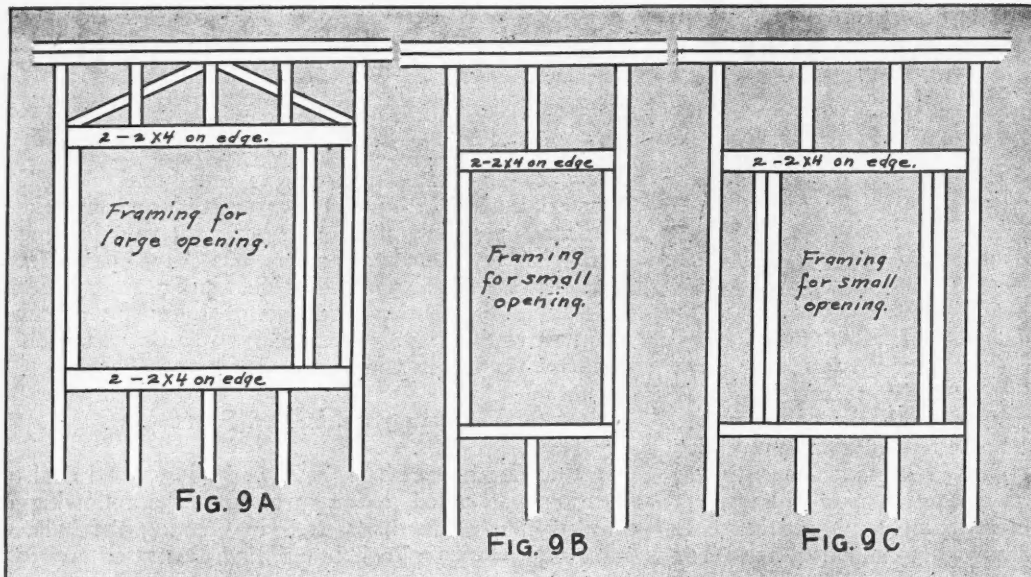 2 - 2X4 on edge.
Framing for
large opening.
2 - 2X4 on edge
FIG. 9A
2-2X4 on edge
Framing
for small
opening.
FIG. 9B
2 - 2X4 on edge.
Framing
for small
opening.
FIG. 9C